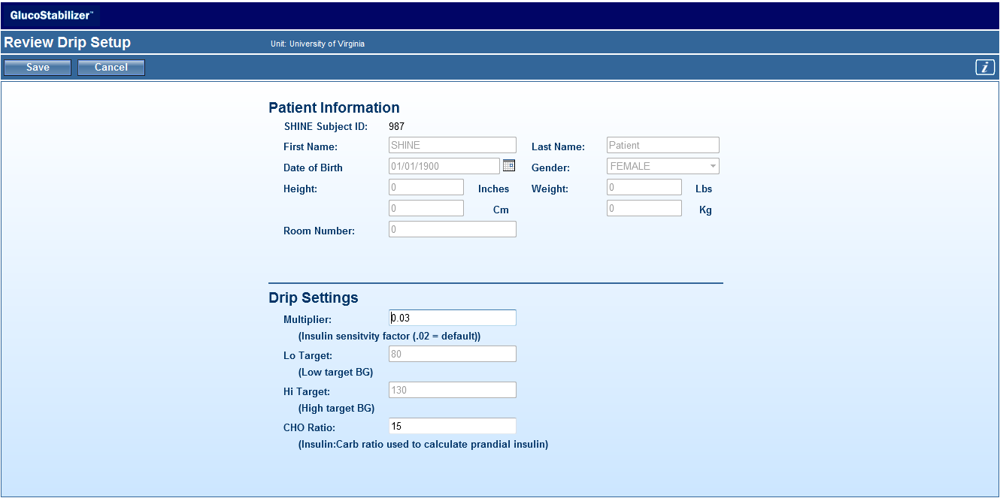 GlucoStabilizer™
Review Drip Setup Unit: University of Virginia
Save Cancel i
Patient Information
SHINE Subject ID: 987
First Name: SHINE Last Name: Patient
Date of Birth 01/01/1900 Gender: FEMALE
Height: 0 Inches Weight: 0 Lbs
0 Cm 0 Kg
Room Number: 0
Drip Settings
Multiplier: 0.03
(Insulin sensitvity factor (.02 = default))
Lo Target: 80
(Low target BG)
Hi Target: 130
(High target BG)
CHO Ratio: 15
(Insulin:Carb ratio used to calculate prandial insulin)